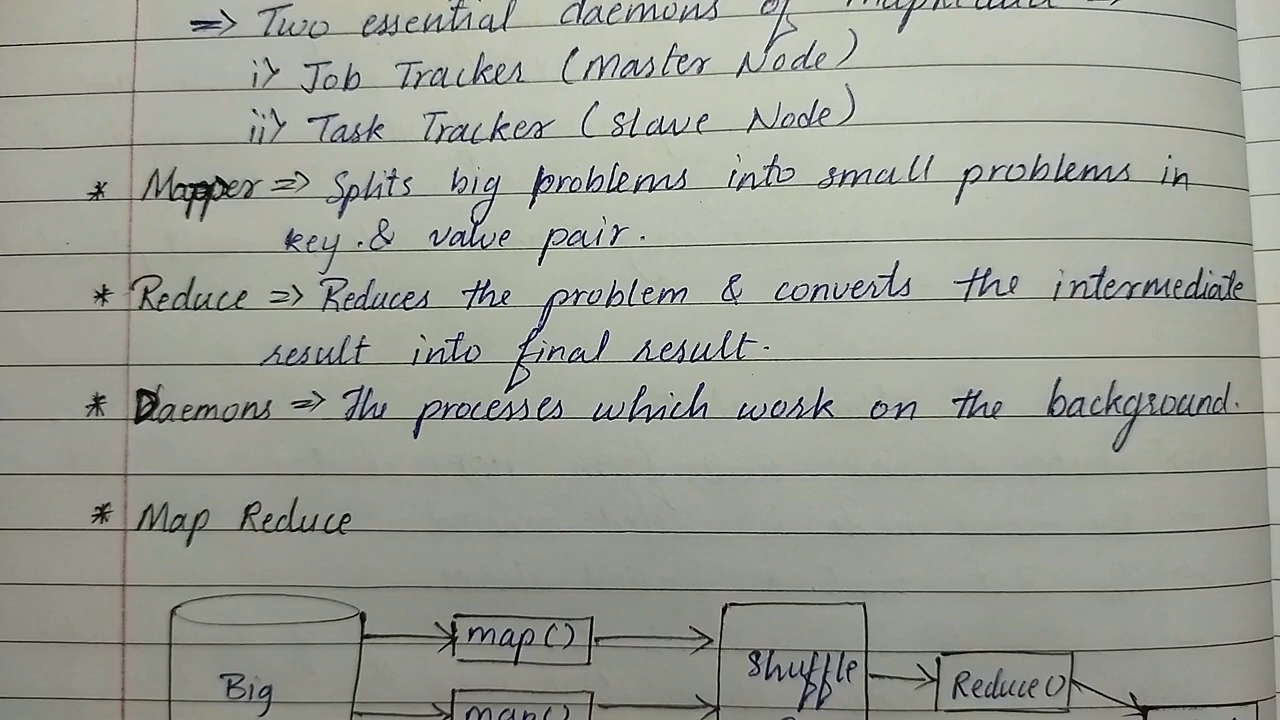 => Two essential daemons of MapReduce =>
i> Job Tracker (Master Node)
ii> Task Tracker (Slave Node)
* Mapper => Splits big problems into small problems in
key . & value pair.
* Reduce => Reduces the problem & converts the intermediate
result into final result.
* Daemons => The processes which work on the background.
* Map Reduce
map()
Shuffle
Big
Reduce()
map()